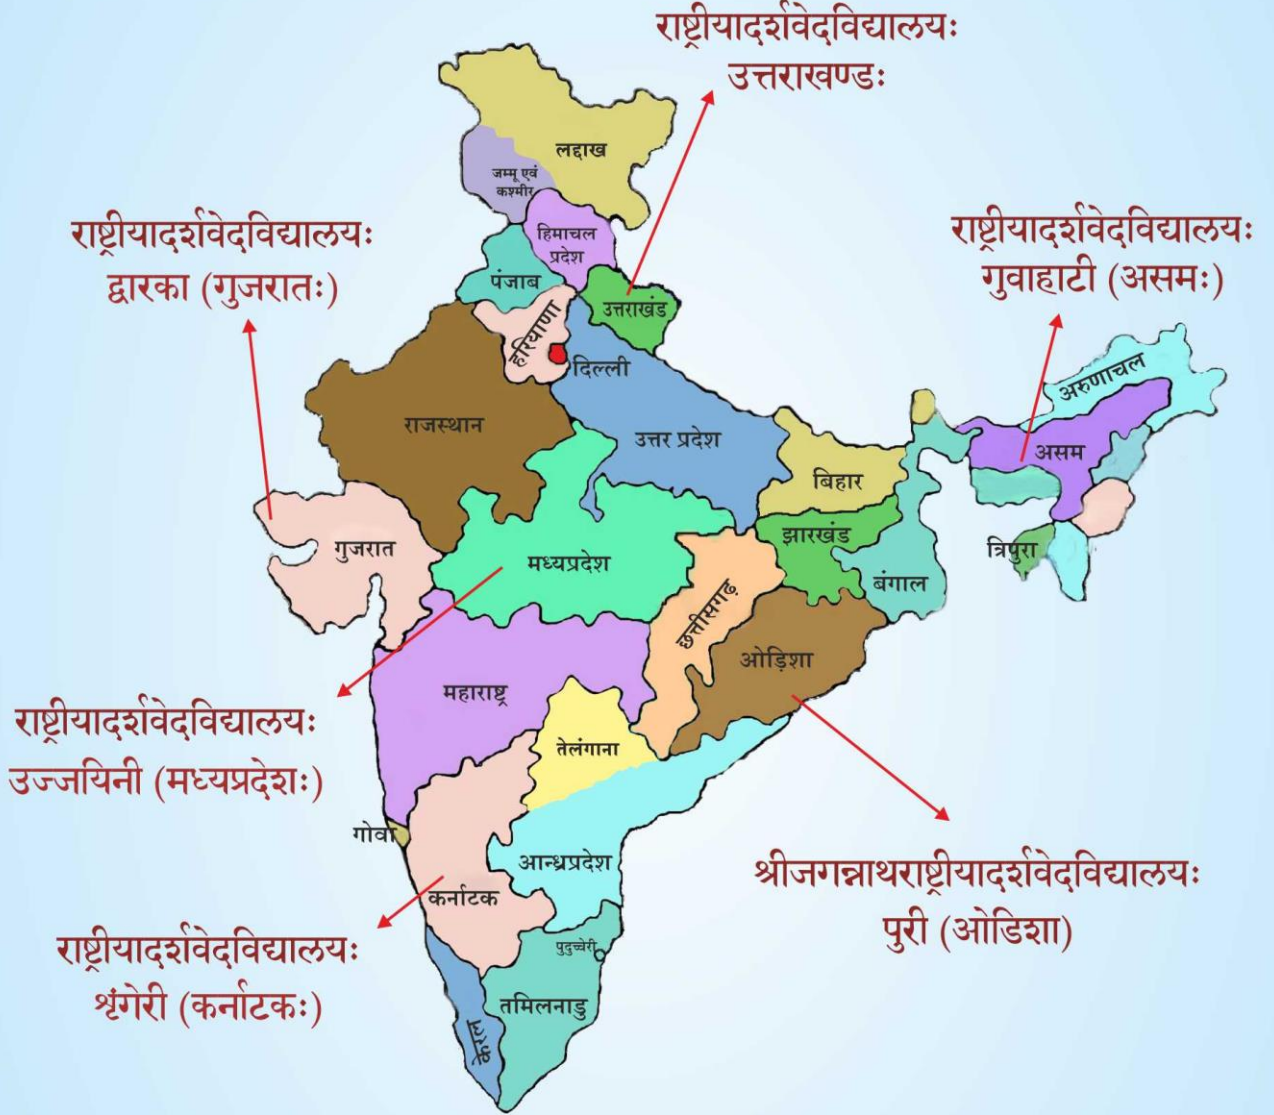 राष्ट्रीयादर्शवेदविद्यालयः
उत्तराखण्डः
लद्दाख
जम्मू एवं
कश्मीर
राष्ट्रीयादर्शवेदविद्यालयः
द्वारका (गुजरातः)
राष्ट्रीयादर्शवेदविद्यालयः
गुवाहाटी (असमः)
हिमाचल
प्रदेश
पंजाब
उत्तराखंड
हरियाणा
दिल्ली
अरुणाचल
राजस्थान
उत्तर प्रदेश
असम
बिहार
झारखंड
गुजरात
मध्यप्रदेश
त्रिपुरा
बंगाल
छत्तीसगढ़
ओड़िशा
महाराष्ट्र
राष्ट्रीयादर्शवेदविद्यालयः
उज्जयिनी (मध्यप्रदेशः)
तेलंगाना
गोवा
आन्ध्रप्रदेश
श्रीजगन्नाथराष्ट्रीयादर्शवेदविद्यालयः
पुरी (ओडिशा)
कर्नाटक
राष्ट्रीयादर्शवेदविद्यालयः
शृंगेरी (कर्नाटकः)
पुदुच्चेरी
तमिलनाडु
केरल